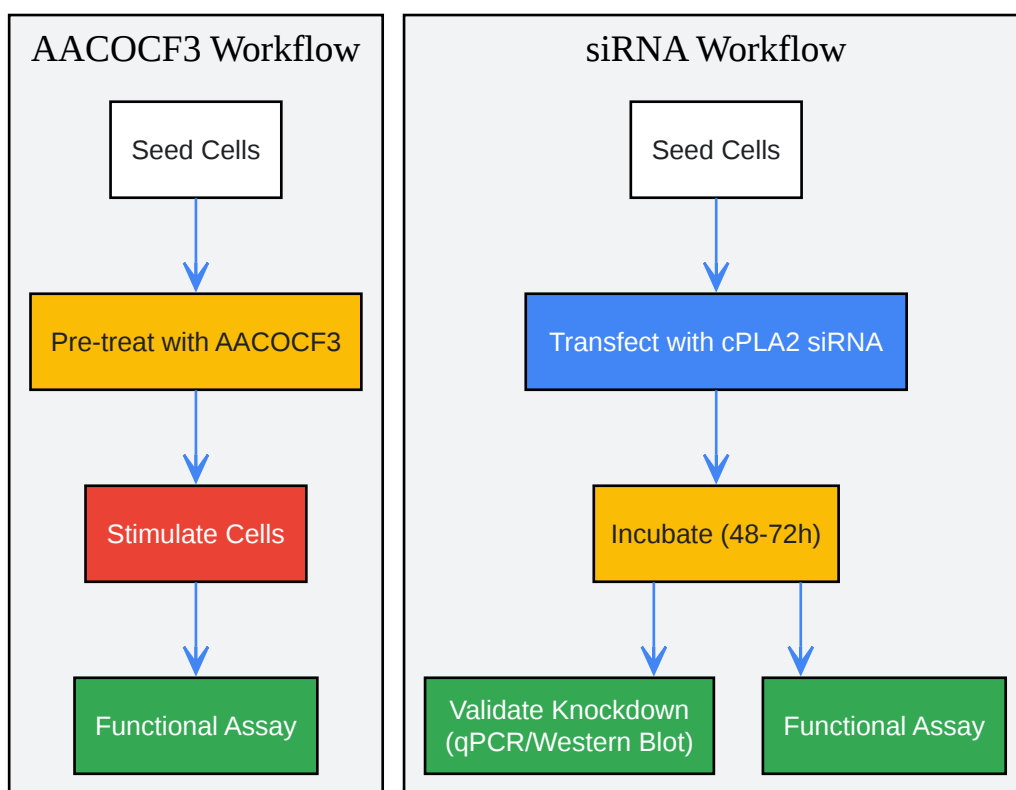 AACOCF3 Workflow
Seed Cells
Pre-treat with AACOCF3
Stimulate Cells
Functional Assay
siRNA Workflow
Seed Cells
Transfect with cPLA2 siRNA
Incubate (48-72h)
Validate Knockdown
(qPCR/Western Blot)
Functional Assay